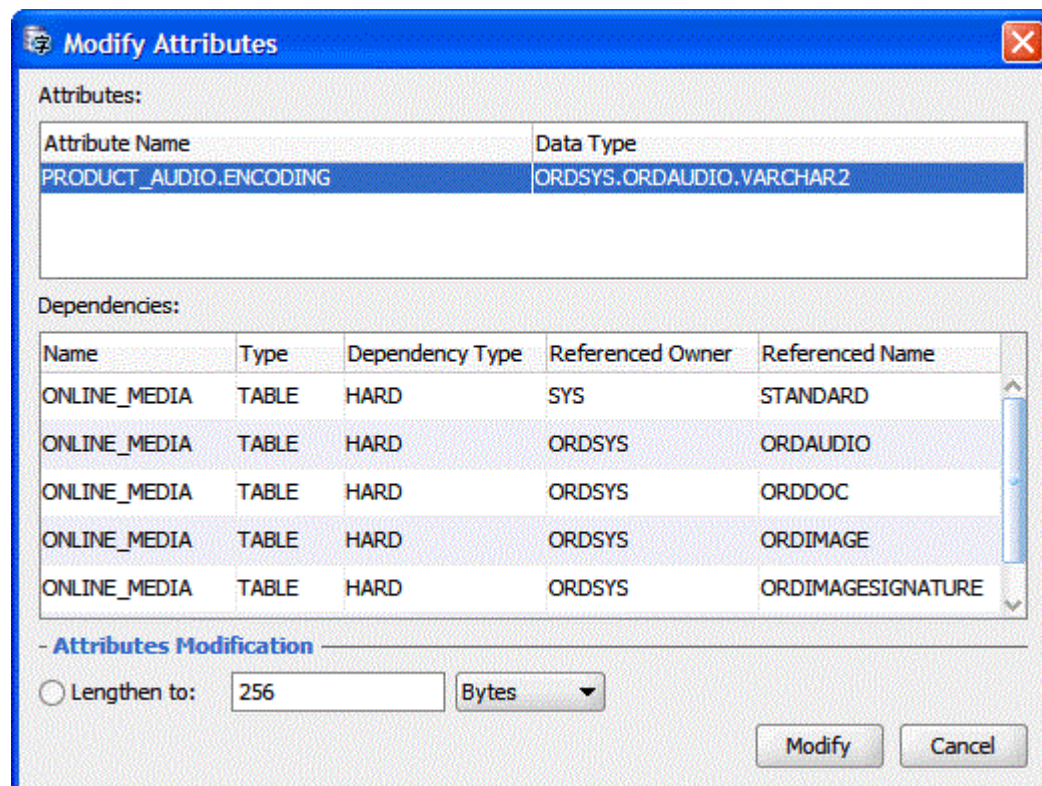 Modify Attributes
Attributes:
Attribute Name Data Type
PRODUCT_AUDIO.ENCODING ORDSYS.ORDAUDIO.VARCHAR2
Dependencies:
Name Type Dependency Type Referenced Owner Referenced Name
ONLINE_MEDIA TABLE HARD SYS STANDARD
ONLINE_MEDIA TABLE HARD ORDSYS ORDAUDIO
ONLINE_MEDIA TABLE HARD ORDSYS ORDDOC
ONLINE_MEDIA TABLE HARD ORDSYS ORDIMAGE
ONLINE_MEDIA TABLE HARD ORDSYS ORDIMAGESIGNATURE
- Attributes Modification
Lengthen to: 256 Bytes
Modify Cancel